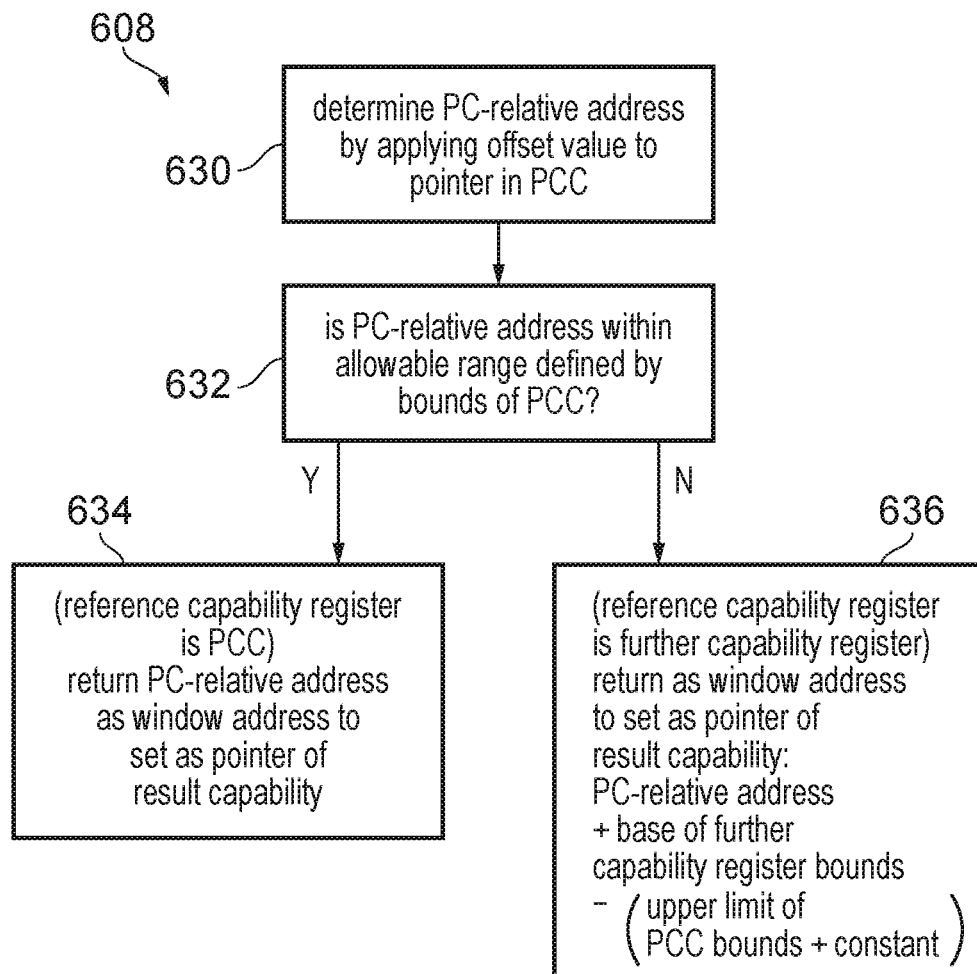 608
determine PC-relative address
by applying offset value to
pointer in PCC
630
is PC-relative address within
allowable range defined by
bounds of PCC?
632
Y
N
634
(reference capability register
is PCC)
return PC-relative address
as window address to
set as pointer of
result capability
636
(reference capability register
is further capability register)
return as window address
to set as pointer of
result capability:
PC-relative address
+ base of further
capability register bounds
- (upper limit of
PCC bounds + constant)